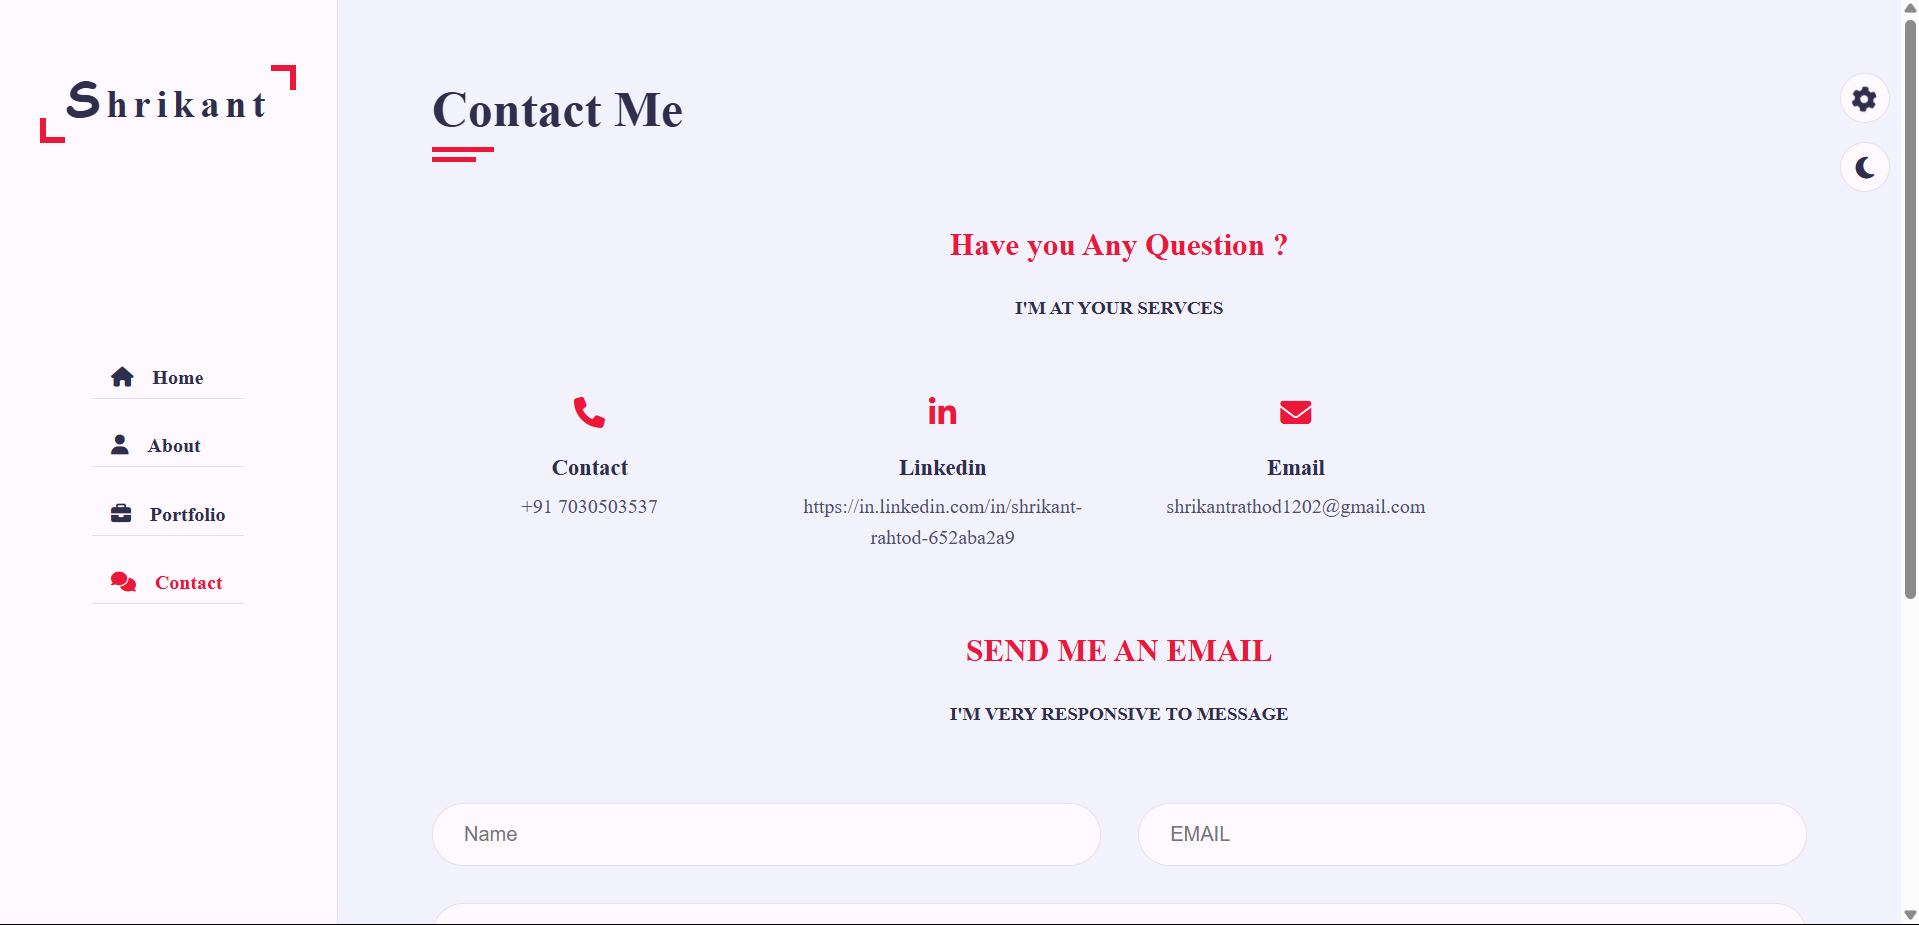 Shrikant
Home
About
Portfolio
Contact
Contact Me
Have you Any Question ?
I'M AT YOUR SERVCES
Contact
+91 7030503537
Linkedin
https://in.linkedin.com/in/shrikant-
rahtod-652aba2a9
Email
shrikantrathod1202@gmail.com
SEND ME AN EMAIL
I'M VERY RESPONSIVE TO MESSAGE
Name
EMAIL